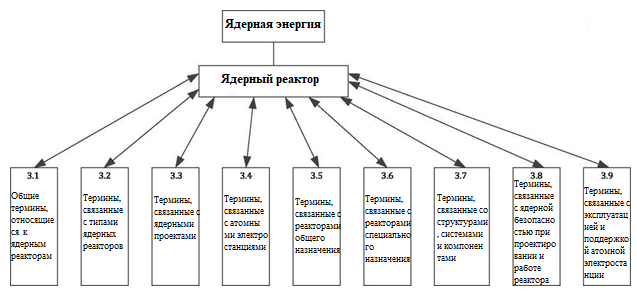 Ядерная энергия
Ядерный реактор
3.1
Общие
термины,
относящие
ся к
ядерным
реакторам
3.2
Термины,
связанные
с типами
ядерных
реакторов
3.3
Термины,
связанные с
ядерными
проектами
3.4
Термины,
связанные
с атомны
ми электро
станциями
3.5
Термины,
связанные с
реакторами
общего
назначения
3.6
Термины,
связанные с
реакторами
специально
го
назначения
3.7
Термины,
связанные со
структурами
, системами
и компонен
тами
3.8
Термины,
связанные
с ядерной
безопасно
стью при
проектиро
вании и
работе
реактора
3.9
Термины,
связанные с
эксплуатац
ией и
поддержко
й атомной
электроста
нции